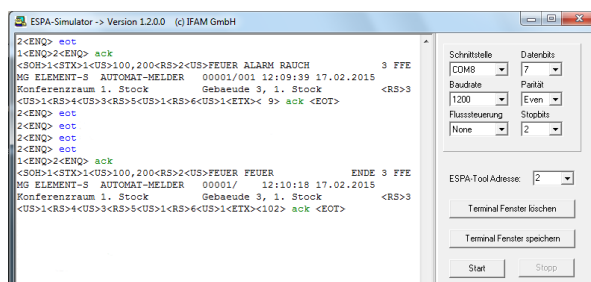 ESPA-Simulator -> Version 1.2.0.0 (c) IFAM GmbH
2<ENQ> eot
1<ENQ>2<ENQ> ack
<SOH>1<STX>1<US>100,200<RS>2<US>FEUER ALARM RAUCH 3 FFE
MG ELEMENT-S AUTOMAT-MELDER 00001/001 12:09:39 17.02.2015
Konferenzraum 1. Stock Gebaeude 3, 1. Stock <RS>3
<US>1<RS>4<US>3<RS>5<US>1<RS>6<US>1<ETX>< 9> ack <EOT>
2<ENQ> eot
2<ENQ> eot
2<ENQ> eot
2<ENQ> eot
1<ENQ>2<ENQ> ack
<SOH>1<STX>1<US>100,200<RS>2<US>FEUER FEUER ENDE 3 FFE
MG ELEMENT-S AUTOMAT-MELDER 00001/ 12:10:18 17.02.2015
Konferenzraum 1. Stock Gebaeude 3, 1. Stock <RS>3
<US>1<RS>4<US>3<RS>5<US>1<RS>6<US>1<ETX><102> ack <EOT>
Schnittstelle Datenbits
COM8 7
Baudrate Parität
1200 Even
Flusssteuerung Stopbits
None 2
ESPA-Tool Adresse: 2
Terminal Fenster löschen
Terminal Fenster speichern
Start Stopp